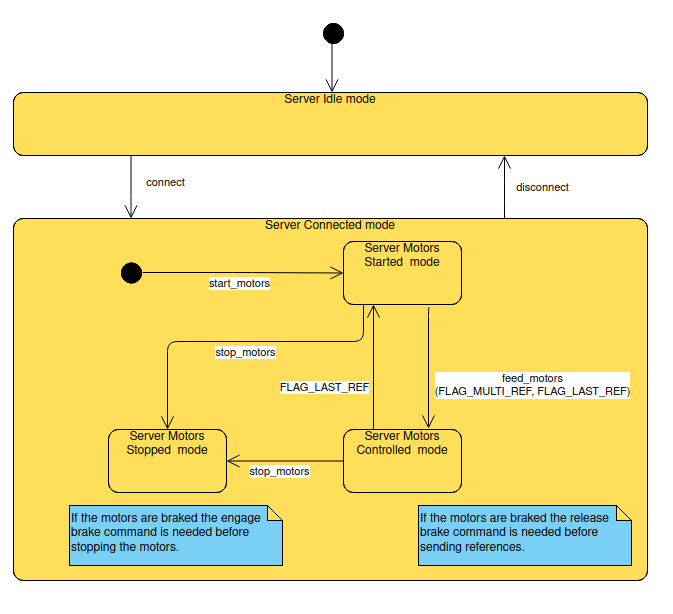 Server Idle mode
connect
disconnect
Server Connected mode
Server Motors
Started mode
start_motors
stop_motors
FLAG_LAST_REF
feed_motors
(FLAG_MULTI_REF, FLAG_LAST_REF)
Server Motors
Stopped mode
Server Motors
Controlled mode
stop_motors
If the motors are braked the engage
brake command is needed before
stopping the motors.
If the motors are braked the release
brake command is needed before
sending references.